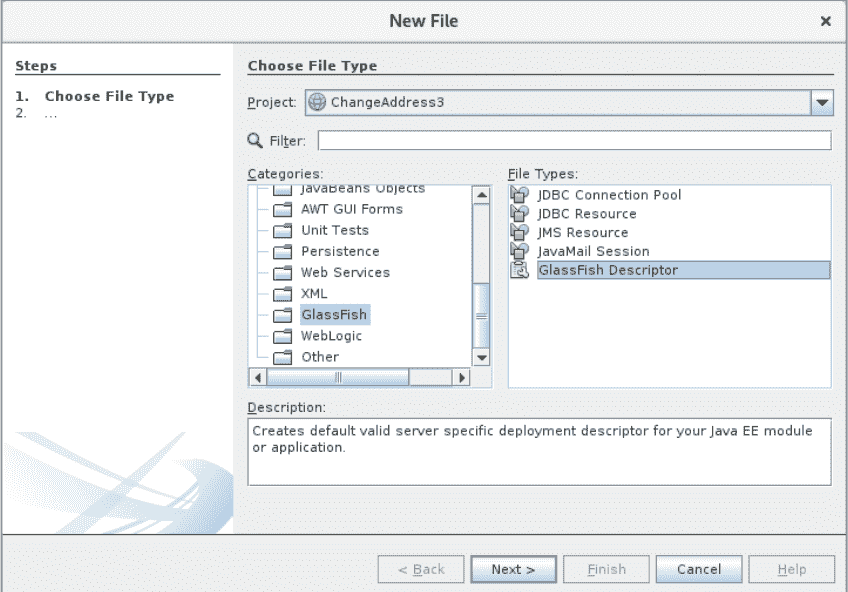 New File
Steps
1. Choose File Type
2. ...
Choose File Type
Project: ChangeAddress3
Filter:
Categories:
JavaBeans Objects
AWT GUI Forms
Unit Tests
Persistence
Web Services
XML
GlassFish
WebLogic
Other
File Types:
JDBC Connection Pool
JDBC Resource
JMS Resource
JavaMail Session
GlassFish Descriptor
Description:
Creates default valid server specific deployment descriptor for your Java EE module
or application.
< Back Next > Finish Cancel Help